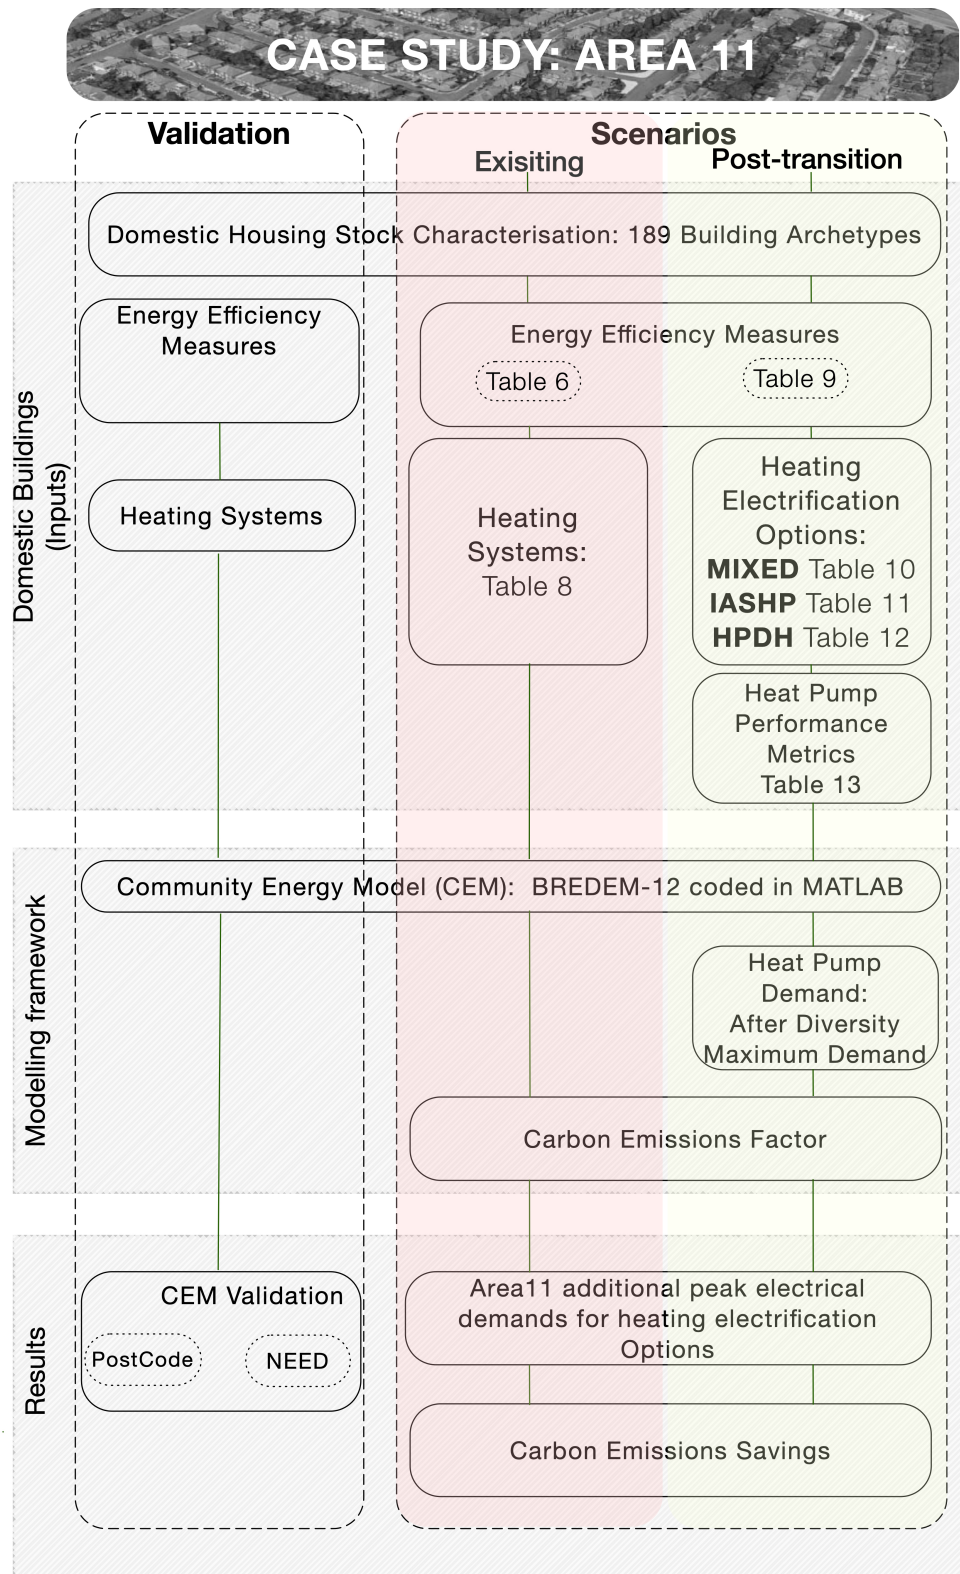 CASE STUDY: AREA 11
Validation
Scenarios
Exisiting
Post-transition
Domestic Housing Stock Characterisation: 189 Building Archetypes
Domestic Buildings
(Inputs)
Energy Efficiency
Measures
Energy Efficiency Measures
Table 6
Table 9
Heating Systems
Heating
Systems:
Table 8
Heating
Electrification
Options:
MIXED Table 10
IASHP Table 11
HPDH Table 12
Heat Pump
Performance
Metrics
Table 13
Modelling framework
Community Energy Model (CEM): BREDEM-12 coded in MATLAB
Heat Pump
Demand:
After Diversity
Maximum Demand
Carbon Emissions Factor
Results
CEM Validation
PostCode
NEED
Area11 additional peak electrical
demands for heating electrification
Options
Carbon Emissions Savings